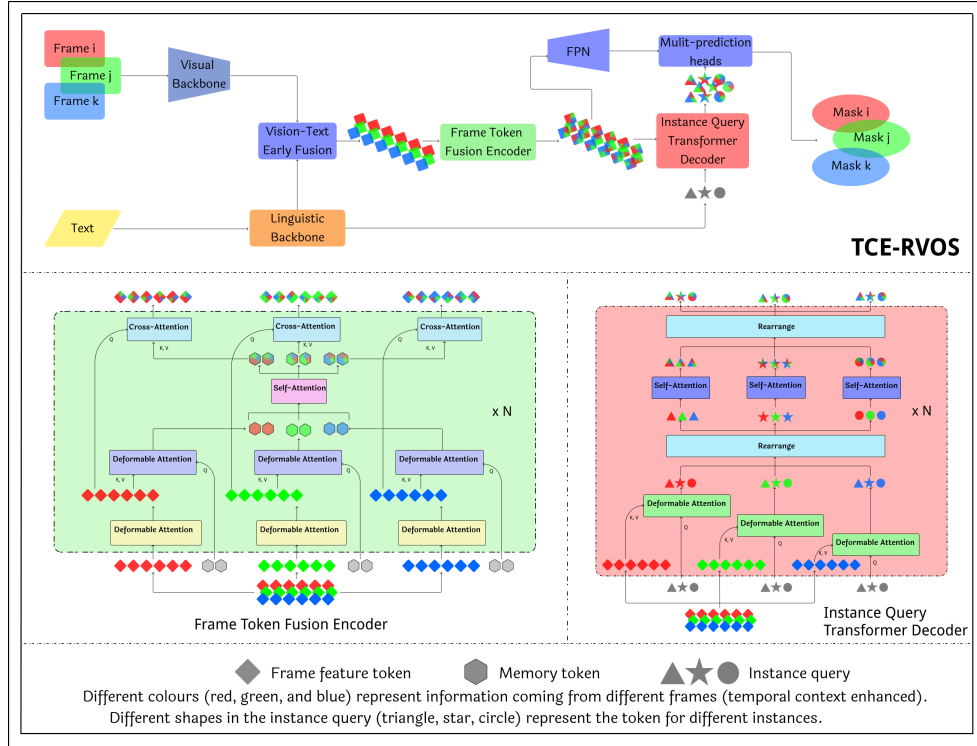 Frame i
Frame j
Frame k
Visual
Backbone
Vision-Text
Early Fusion
Frame Token
Fusion Encoder
FPN
Mulit-prediction
heads
Instance Query
Transformer
Decoder
Mask i
Mask j
Mask k
Text
Linguistic
Backbone
TCE-RVOS
Cross-Attention
Cross-Attention
Cross-Attention
Q
K, V
Q
K, V
Q
K, V
Self-Attention
x N
Deformable Attention
Deformable Attention
Deformable Attention
K, V
Q
K, V
Q
K, V
Q
Deformable Attention
Deformable Attention
Deformable Attention
Frame Token Fusion Encoder
Rearrange
Self-Attention
Self-Attention
Self-Attention
x N
Rearrange
Deformable Attention
K, V
Q
Deformable Attention
K, V
Q
Deformable Attention
K, V
Q
Instance Query
Transformer Decoder
Frame feature token
Memory token
Instance query
Different colours (red, green, and blue) represent information coming from different frames (temporal context enhanced).
Different shapes in the instance query (triangle, star, circle) represent the token for different instances.